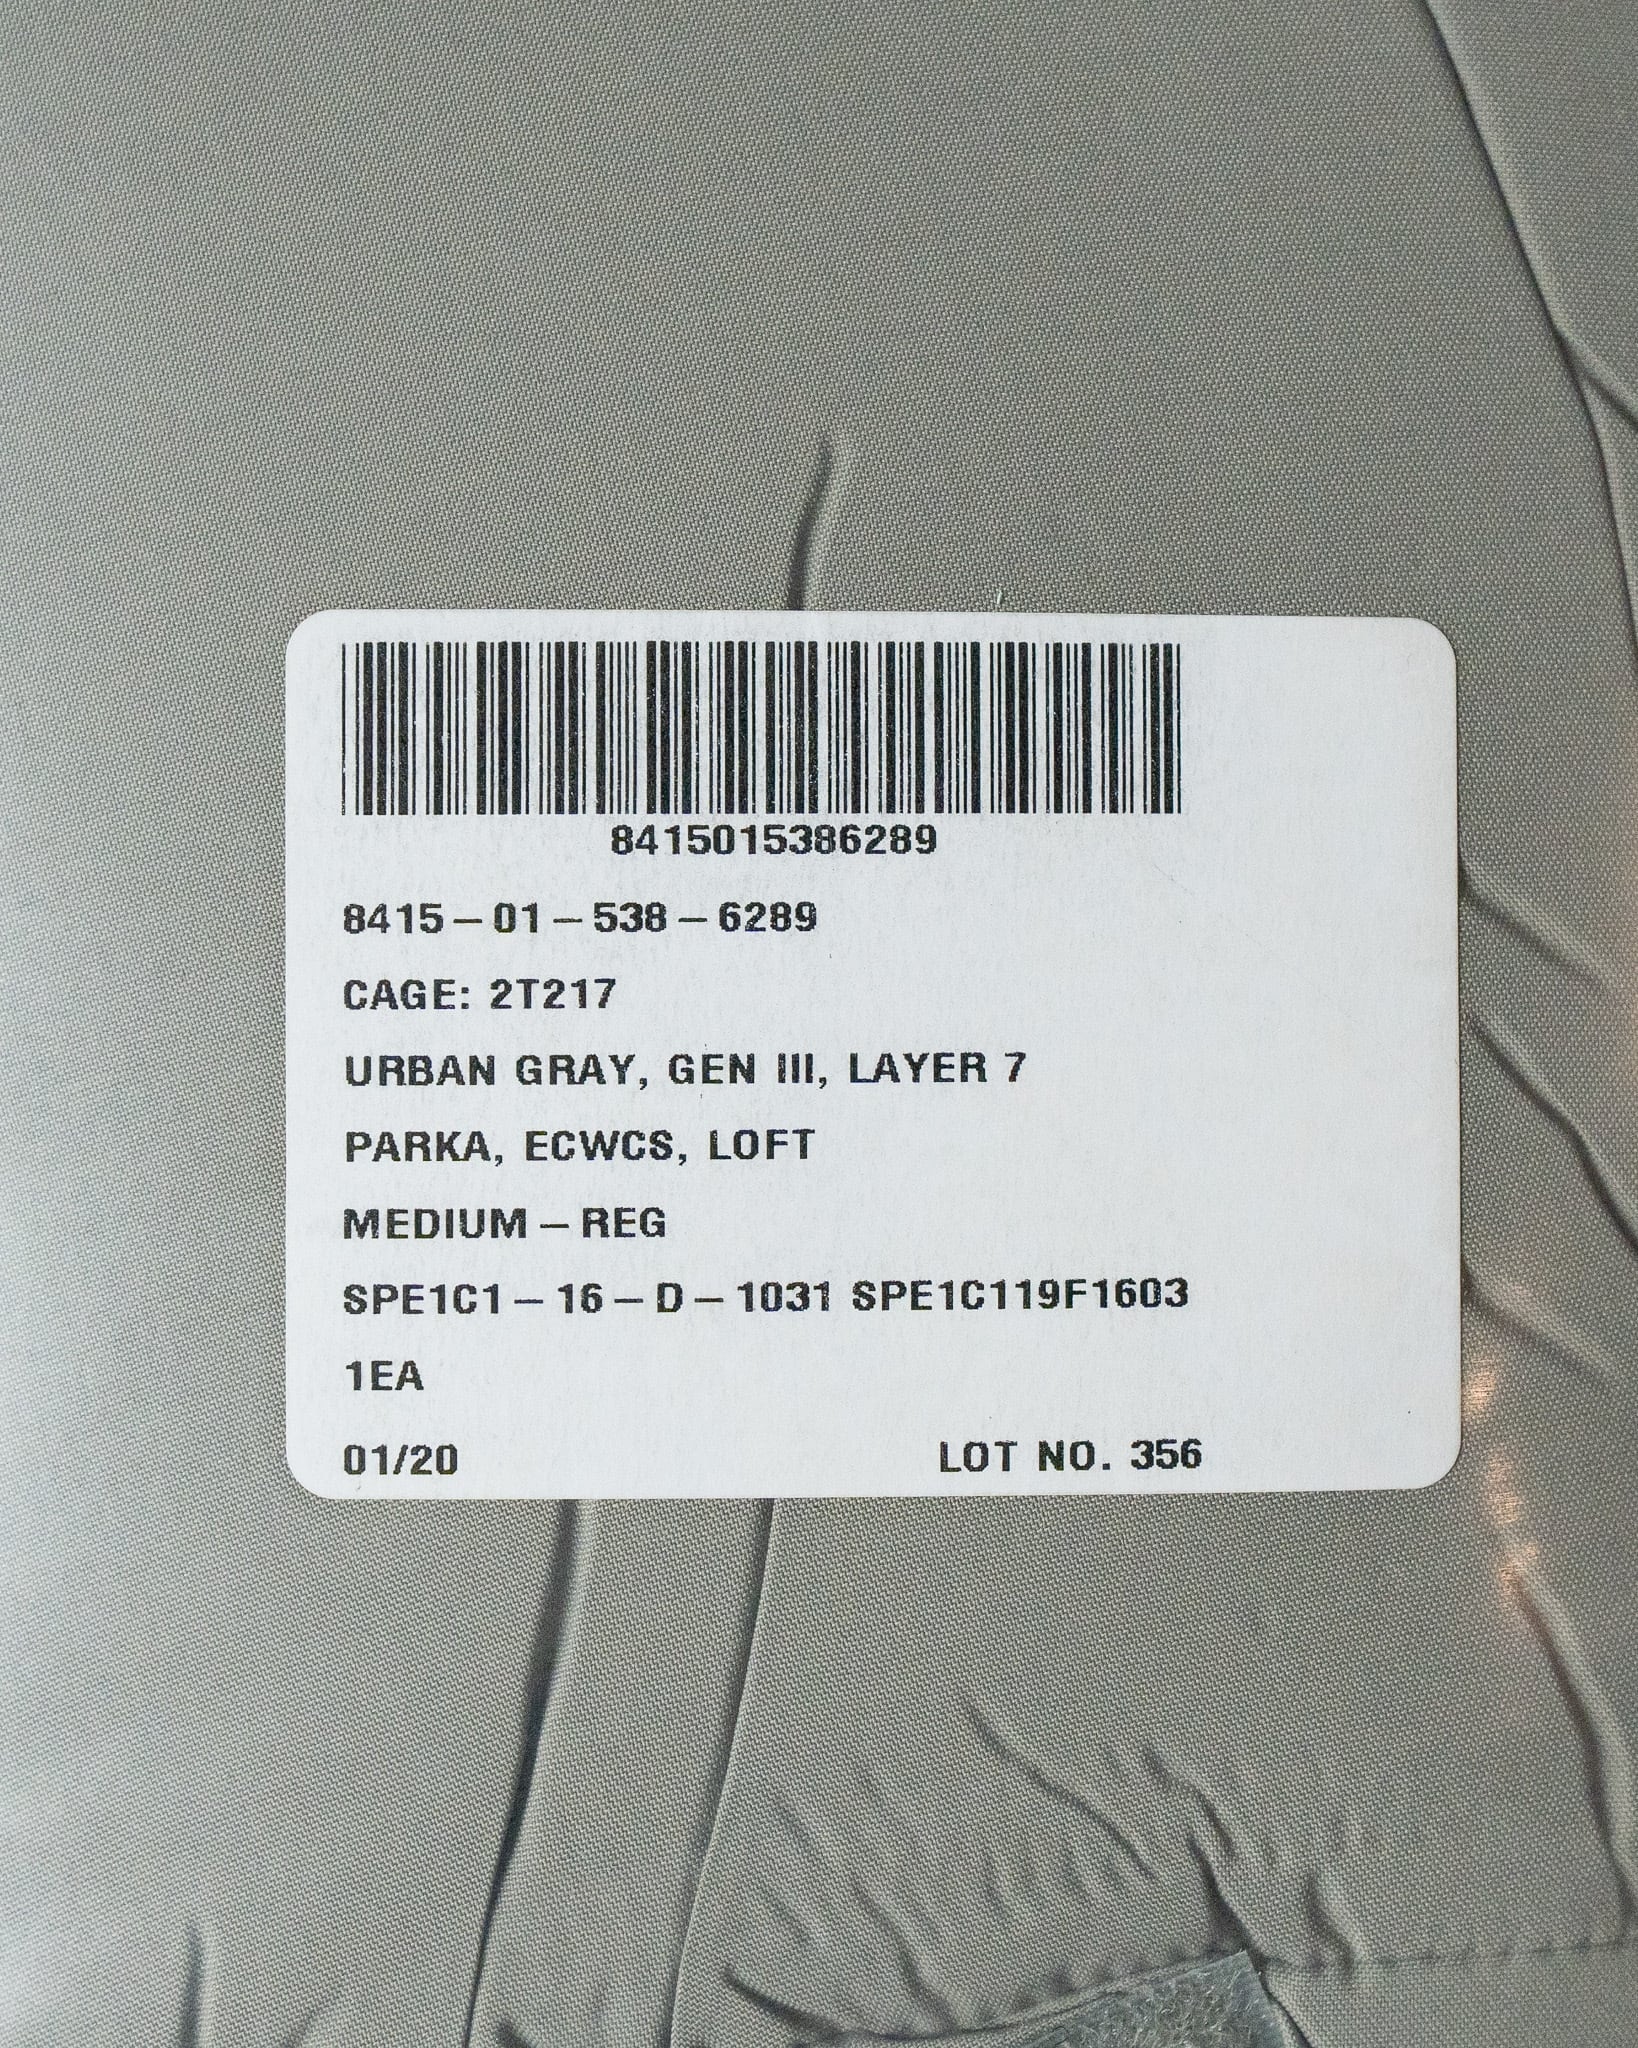 8415015386289
8415-01-538-6289
CAGE: 2T217
URBAN GRAY, GEN III, LAYER 7
PARKA, ECWCS, LOFT
MEDIUM-REG
SPE1C1-16-D-1031 SPE1C119F1603
1EA
01/20 LOT NO. 356